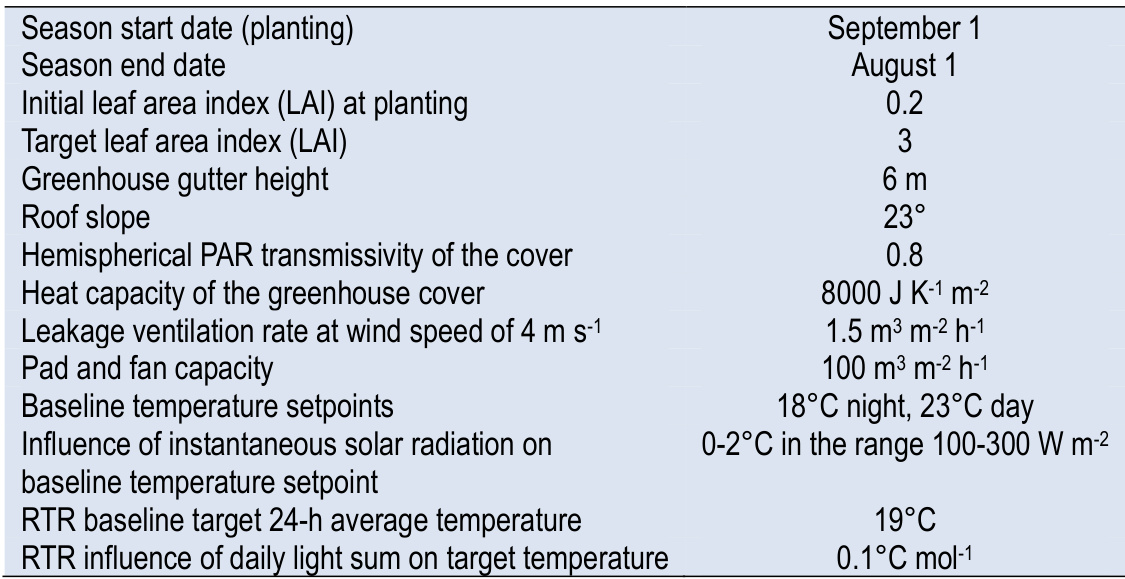 Season start date (planting) September 1
Season end date August 1
Initial leaf area index (LAI) at planting 0.2
Target leaf area index (LAI) 3
Greenhouse gutter height 6 m
Roof slope 23°
Hemispherical PAR transmissivity of the cover 0.8
Heat capacity of the greenhouse cover 8000 J K⁻¹ m⁻²
Leakage ventilation rate at wind speed of 4 m s⁻¹ 1.5 m³ m⁻² h⁻¹
Pad and fan capacity 100 m³ m⁻² h⁻¹
Baseline temperature setpoints 18°C night, 23°C day
Influence of instantaneous solar radiation on 0-2°C in the range 100-300 W m⁻²
baseline temperature setpoint
RTR baseline target 24-h average temperature 19°C
RTR influence of daily light sum on target temperature 0.1°C mol⁻¹